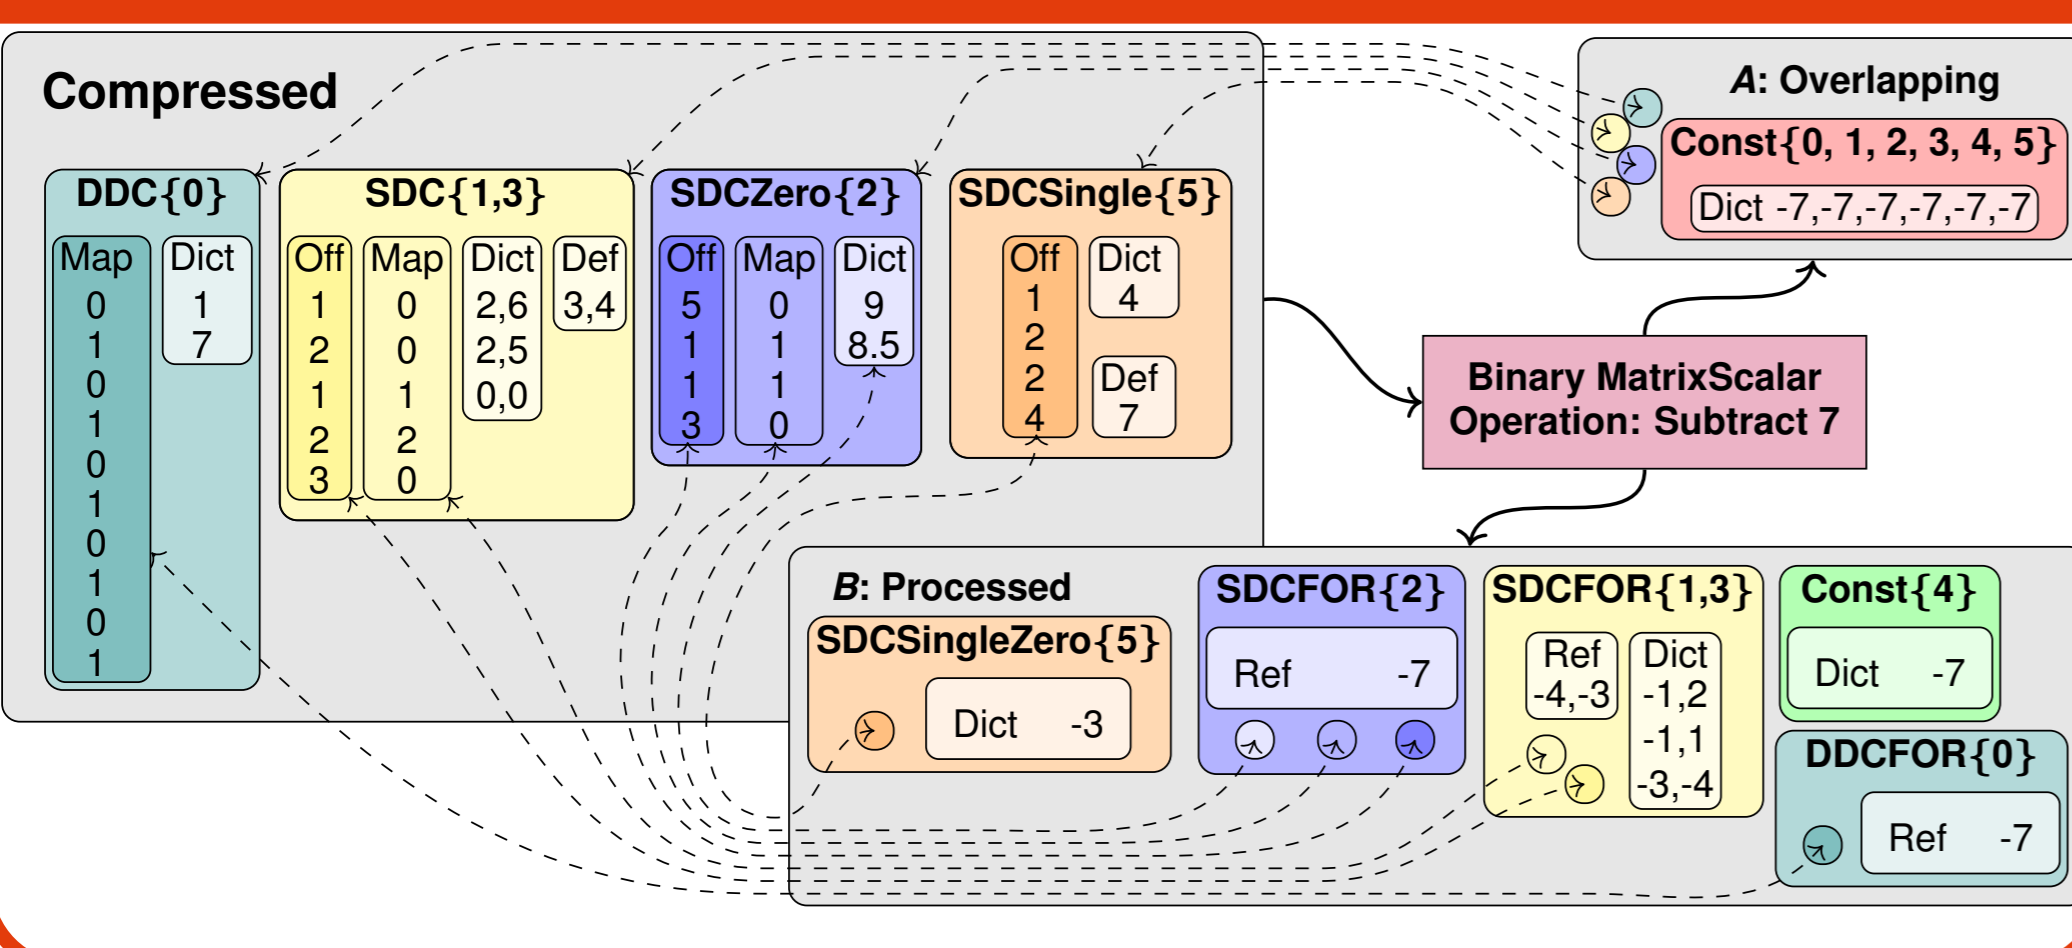 Compressed
DDC{0}
Map
0
1
0
1
0
1
0
1
0
1
Dict
1
7
SDC{1,3}
Off
1
2
1
2
3
Map
0
0
1
2
0
Dict
2,6
2,5
0,0
Def
3,4
SDCZero{2}
Off
5
1
1
3
Map
0
1
1
0
Dict
9
8.5
SDCSingle{5}
Off
1
2
2
4
Dict
4
Def
7
A: Overlapping
Const{0, 1, 2, 3, 4, 5}
Dict -7,-7,-7,-7,-7,-7
Binary MatrixScalar
Operation: Subtract 7
B: Processed
SDCSingleZero{5}
Dict -3
SDCFOR{2}
Ref -7
SDCFOR{1,3}
Ref
-4,-3
Dict
-1,2
-1,1
-3,-4
Const{4}
Dict -7
DDCFOR{0}
Ref -7